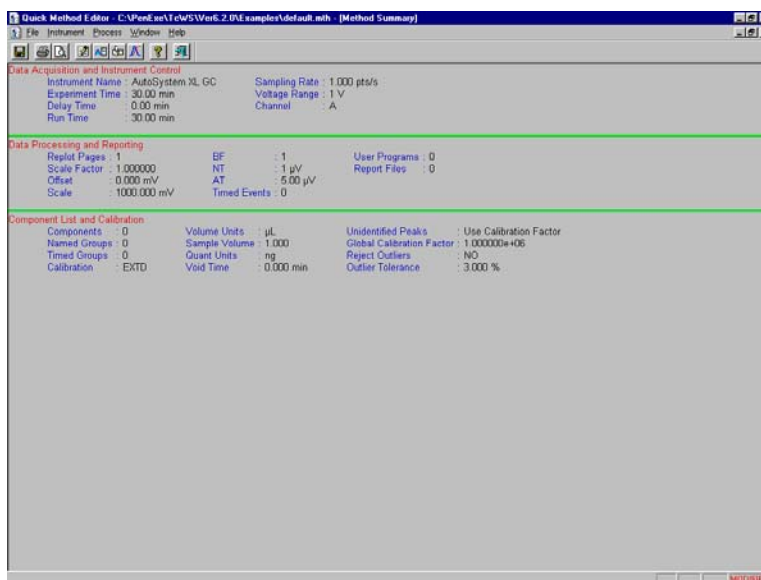 Quick Method Editor - C:\PenExe\TcWS\Ver6.2.0\Examples\default.mth - [Method Summary]
File Instrument Process Window Help
Data Acquisition and Instrument Control
Instrument Name : AutoSystem XL GC Sampling Rate : 1.000 pts/s
Experiment Time : 30.00 min Voltage Range : 1 V
Delay Time : 0.00 min Channel : A
Run Time : 30.00 min
Data Processing and Reporting
Replot Pages : 1 BF : 1 User Programs : 0
Scale Factor : 1.000000 NT : 1 µV Report Files : 0
Offset : 0.000 mV AT : 5.00 µV
Scale : 1000.000 mV Timed Events : 0
Component List and Calibration
Components : 0 Volume Units : µL Unidentified Peaks : Use Calibration Factor
Named Groups : 0 Sample Volume : 1.000 Global Calibration Factor : 1.000000e+06
Timed Groups : 0 Quant Units : ng Reject Outliers : NO
Calibration : EXTD Void Time : 0.000 min Outlier Tolerance : 3.000 %